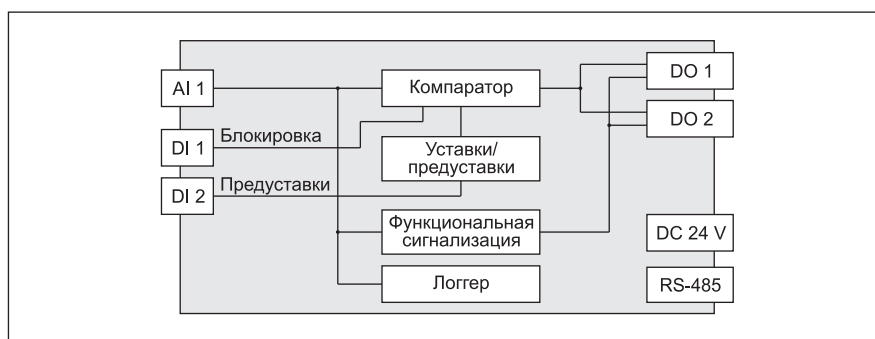 AI 1
DI 1
DI 2
Блокировка
Предуставки
Компаратор
Уставки/
предуставки
Функциональная
сигнализация
Логгер
DO 1
DO 2
DC 24 V
RS-485